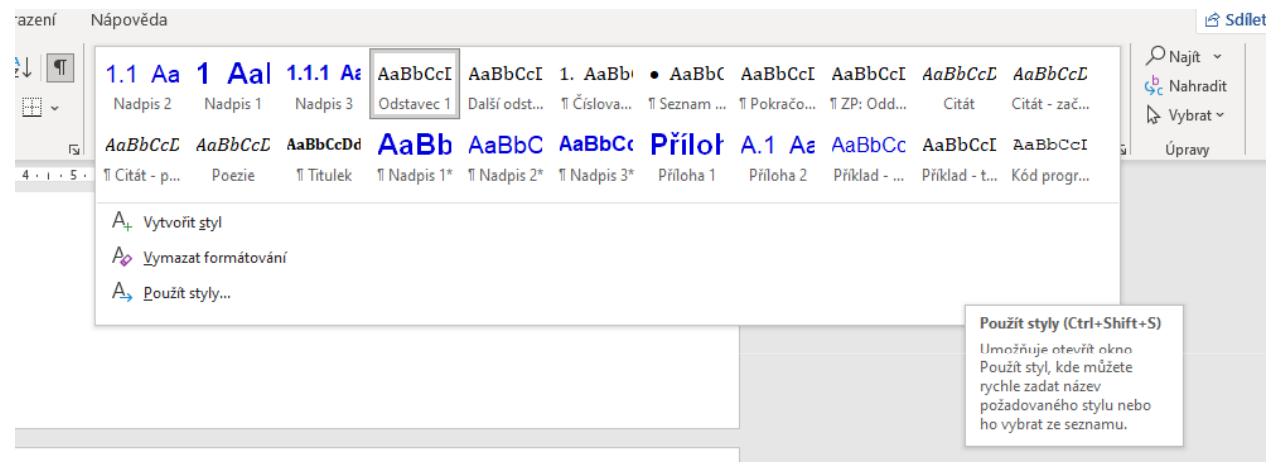 razení Nápověda Sdílet
1.1 Aa 1 Aal 1.1.1 Aa AaBbCcI AaBbCcI 1. AaBb • AaBbC AaBbCcI AaBbCcI AaBbCcD AaBbCcD Najít
Nadpis 2 Nadpis 1 Nadpis 3 Odstavec 1 Další odst... ¶ Číslova... ¶ Seznam ... ¶ Pokračo... ¶ ZP: Odd... Citát Citát - zač... Nahradit
Vybrat
AaBbCcD AaBbCcD AaBbCcDd AaBb AaBbC AaBbCc Příloh A.1 Aa AaBbCc AaBbCcI AaBbCcI Úpravy
4 · ı · 5 · ¶ Citát - p... Poezie ¶ Titulek ¶ Nadpis 1* ¶ Nadpis 2* ¶ Nadpis 3* Příloha 1 Příloha 2 Příklad - ... Příklad - t... Kód progr...
Vytvořit styl
Vymazat formátování
Použít styly...
Použít styly (Ctrl+Shift+S)
Umožňuje otevřít okno
Použít styl, kde můžete
rychle zadat název
požadovaného stylu nebo
ho vybrat ze seznamu.